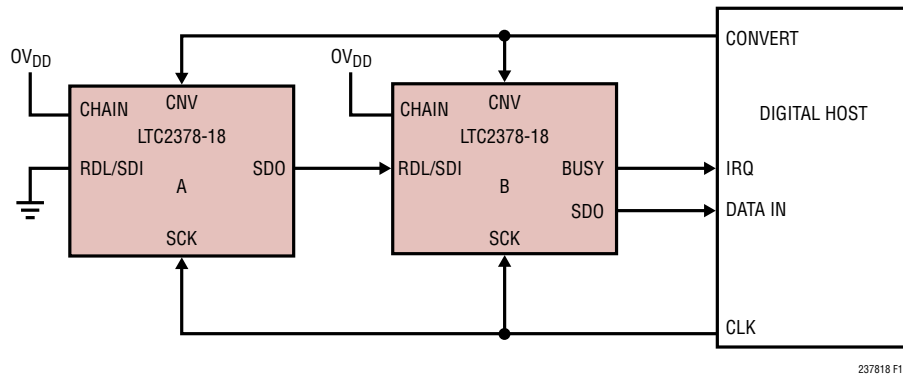 CONVERT
OVDD
OVDD
CHAIN
CNV
LTC2378-18
RDL/SDI
SDO
A
SCK
CHAIN
CNV
LTC2378-18
RDL/SDI
BUSY
B
SDO
SCK
DIGITAL HOST
IRQ
DATA IN
CLK
237818 F1